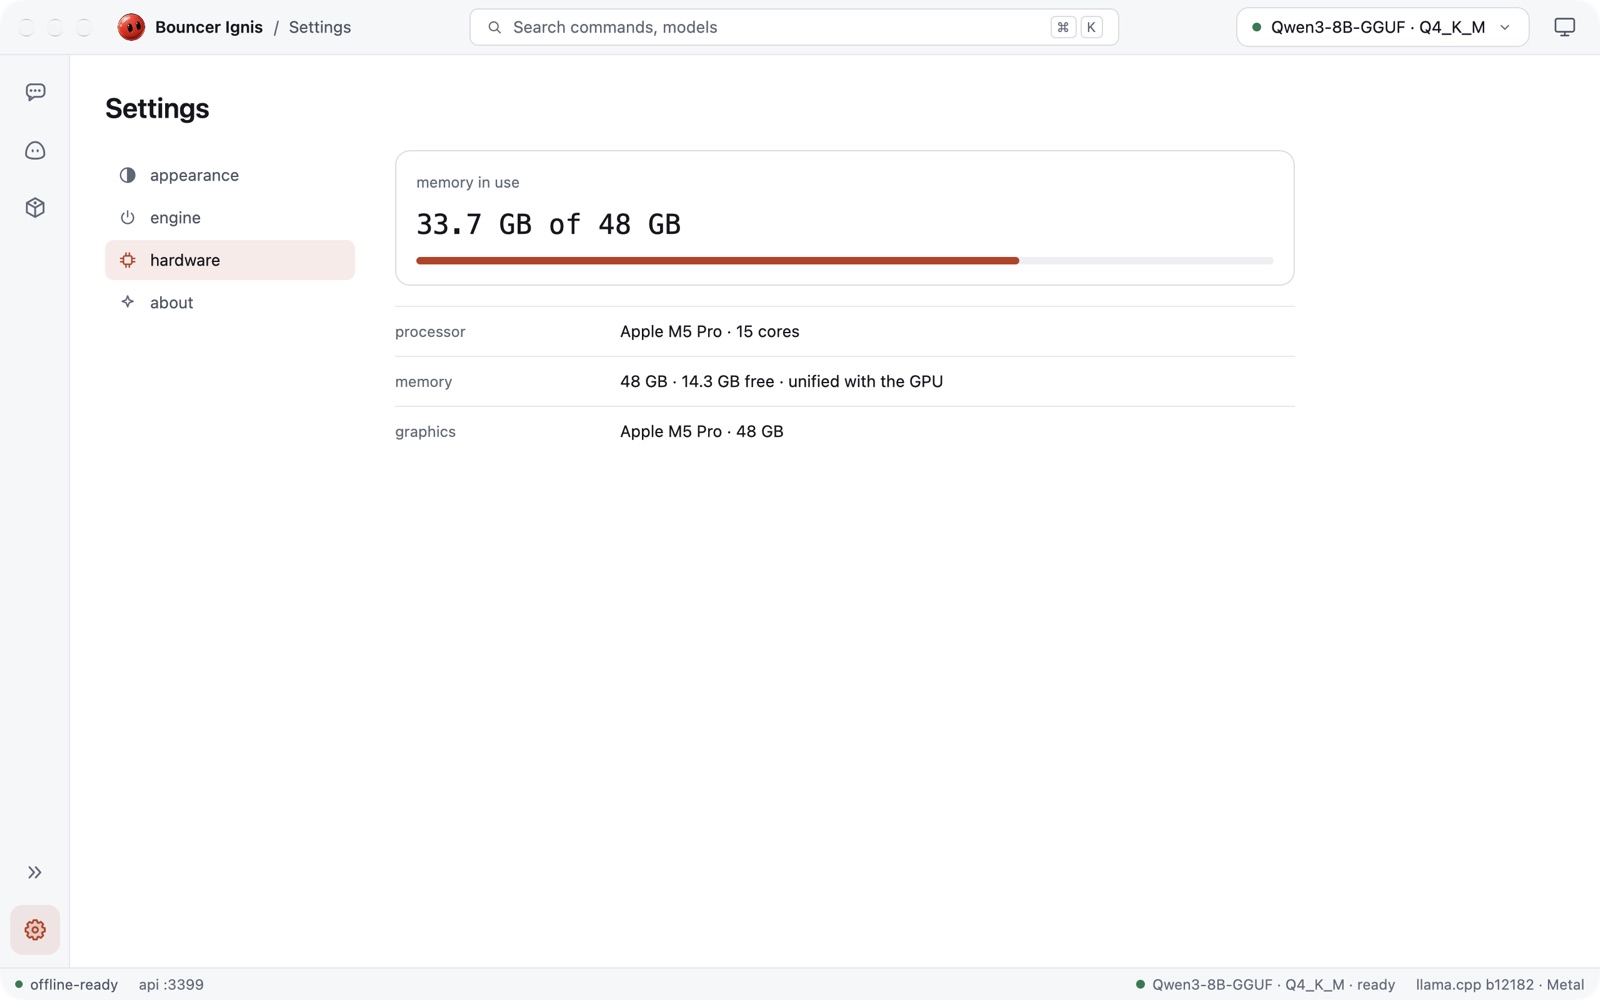 Bouncer Ignis / Settings
Search commands, models
⌘ K
Qwen3-8B-GGUF · Q4_K_M
Settings
appearance
engine
hardware
about
memory in use
33.7 GB of 48 GB
processor Apple M5 Pro · 15 cores
memory 48 GB · 14.3 GB free · unified with the GPU
graphics Apple M5 Pro · 48 GB
offline-ready api :3399
Qwen3-8B-GGUF · Q4_K_M · ready llama.cpp b12182 · Metal